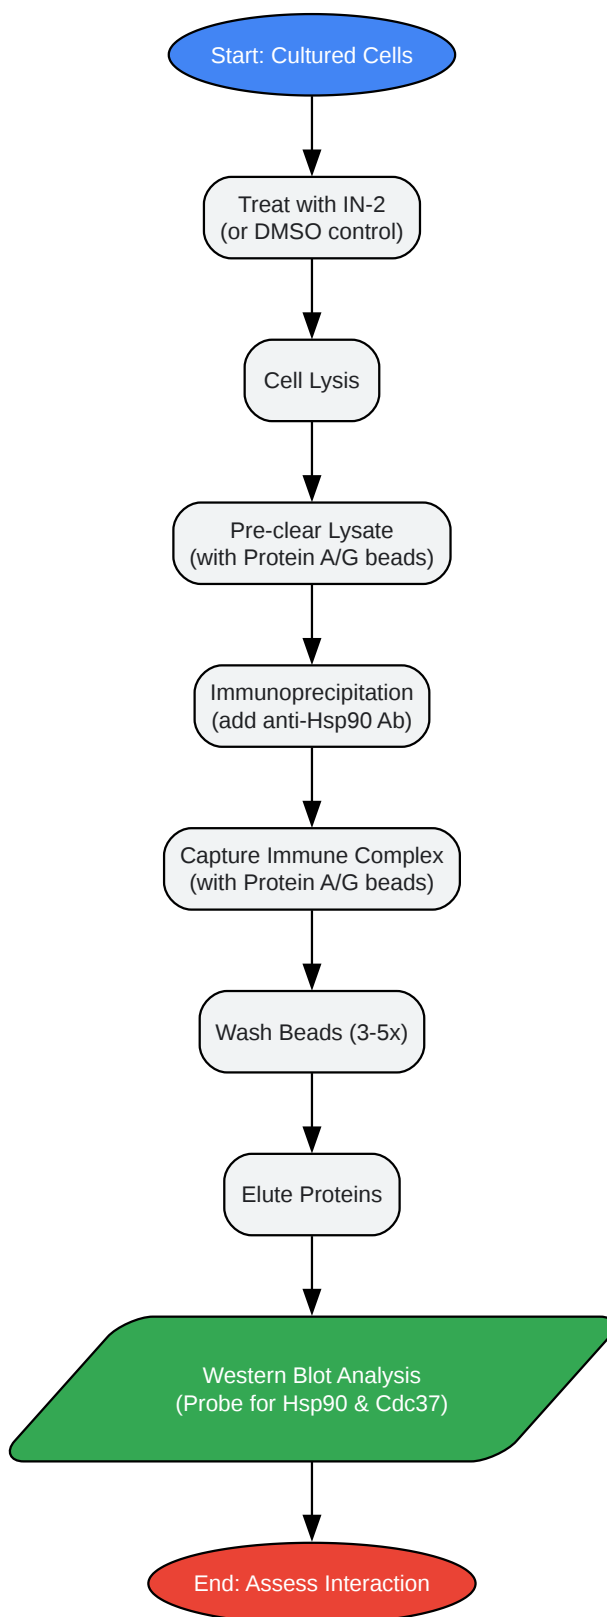 Start: Cultured Cells
Treat with IN-2
(or DMSO control)
Cell Lysis
Pre-clear Lysate
(with Protein A/G beads)
Immunoprecipitation
(add anti-Hsp90 Ab)
Capture Immune Complex
(with Protein A/G beads)
Wash Beads (3-5x)
Elute Proteins
Western Blot Analysis
(Probe for Hsp90 & Cdc37)
End: Assess Interaction